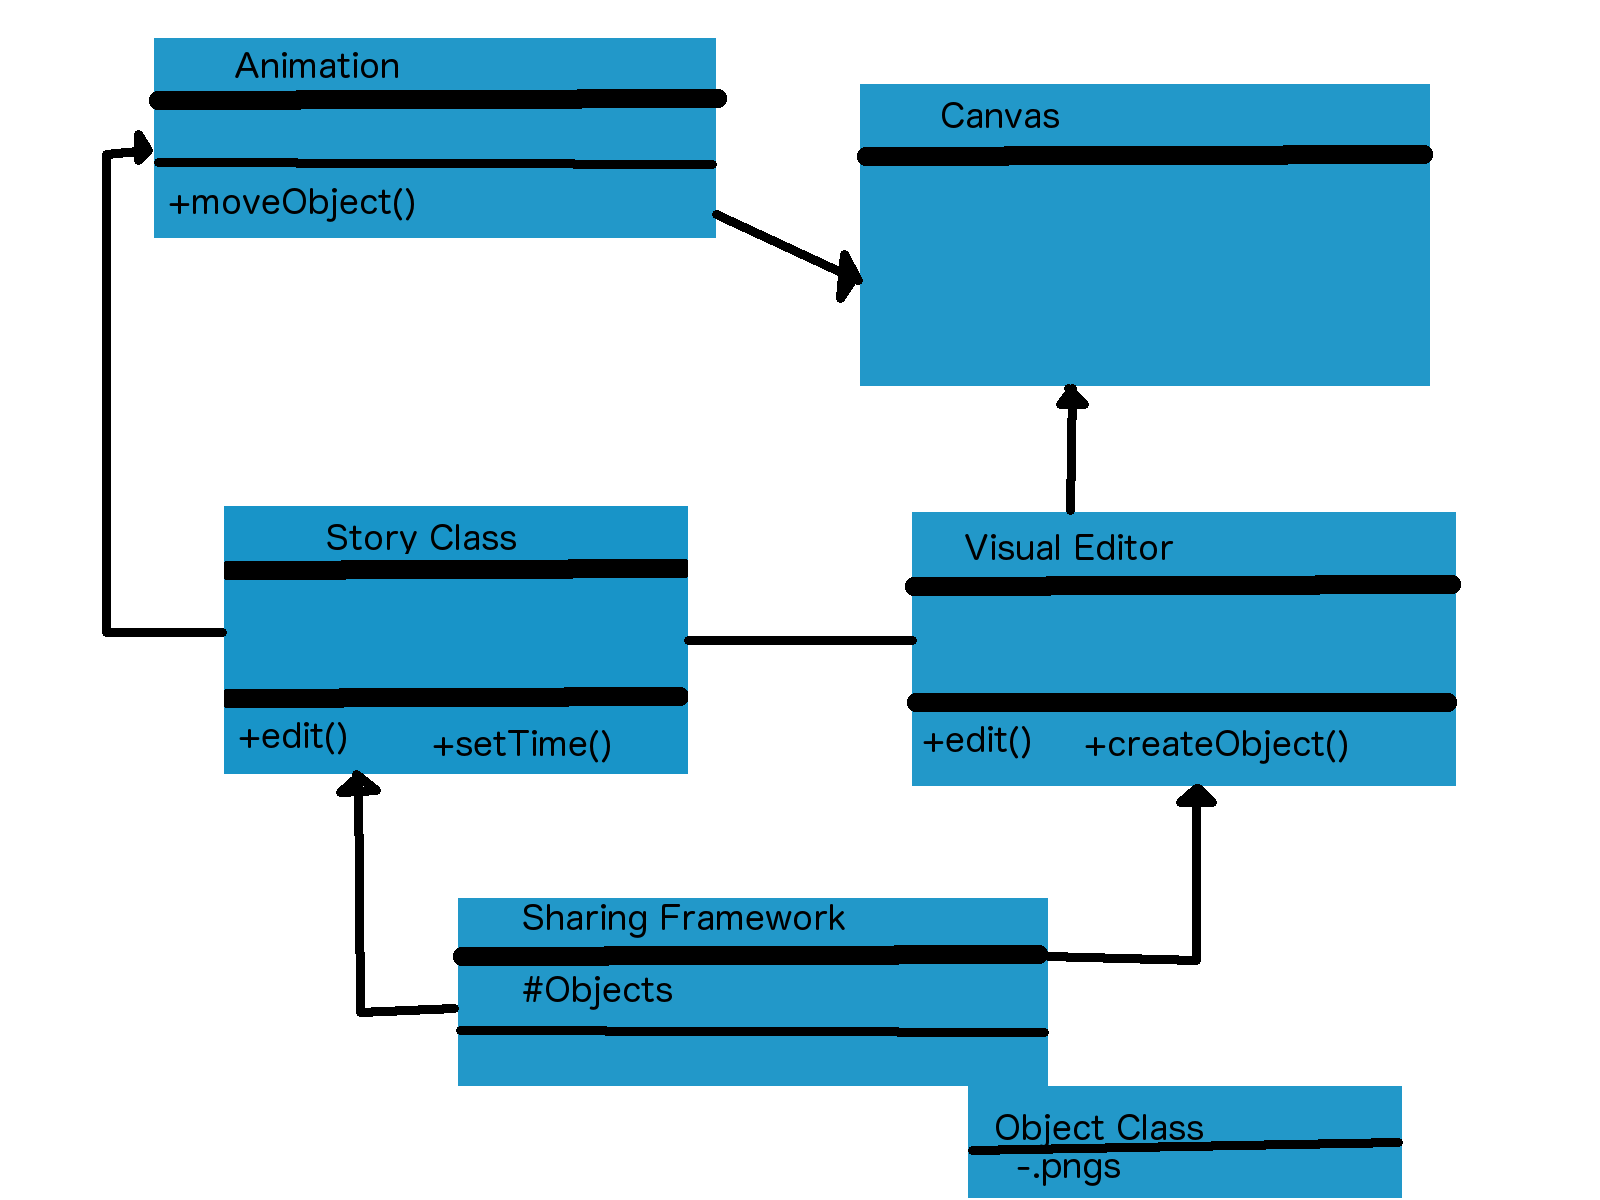 Animation
+moveObject()
Canvas
Story Class
+edit()
+setTime()
Visual Editor
+edit()
+createObject()
Sharing Framework
#Objects
Object Class
-.pngs